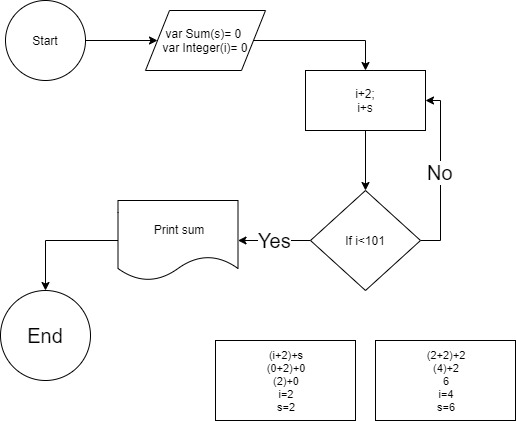 Start
var Sum(s)= 0
var Integer(i)= 0
i+2;
i+s
No
If i<101
Yes
Print sum
End
(i+2)+s
(0+2)+0
(2)+0
i=2
s=2
(2+2)+2
(4)+2
6
i=4
s=6